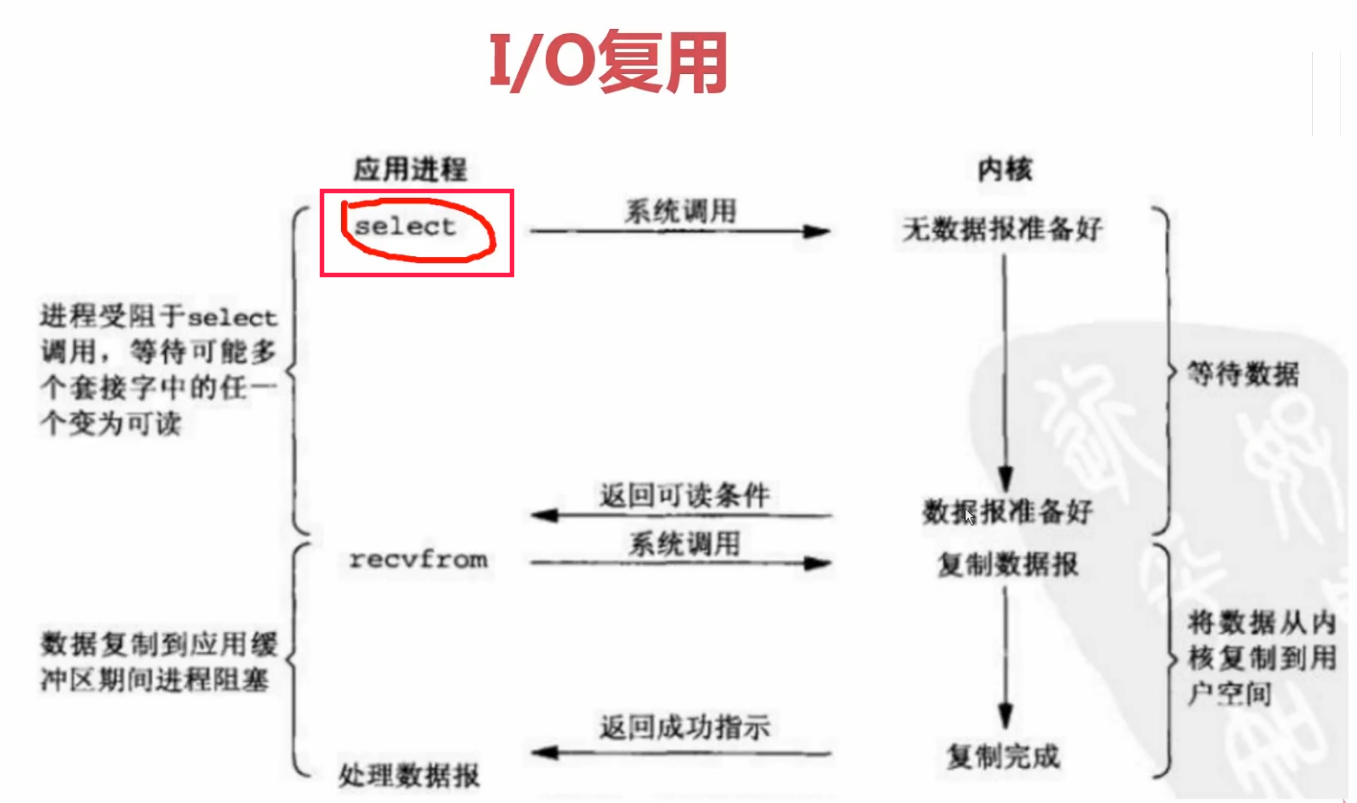 I/O复用
应用进程
内核
select
系统调用
无数据报准备好
进程受阻于select
调用，等待可能多
个套接字中的任一
个变为可读
等待数据
返回可读条件
数据报准备好
recvfrom
系统调用
复制数据报
数据复制到应用缓
冲区期间进程阻塞
将数据从内
核复制到用
户空间
返回成功指示
处理数据报
复制完成